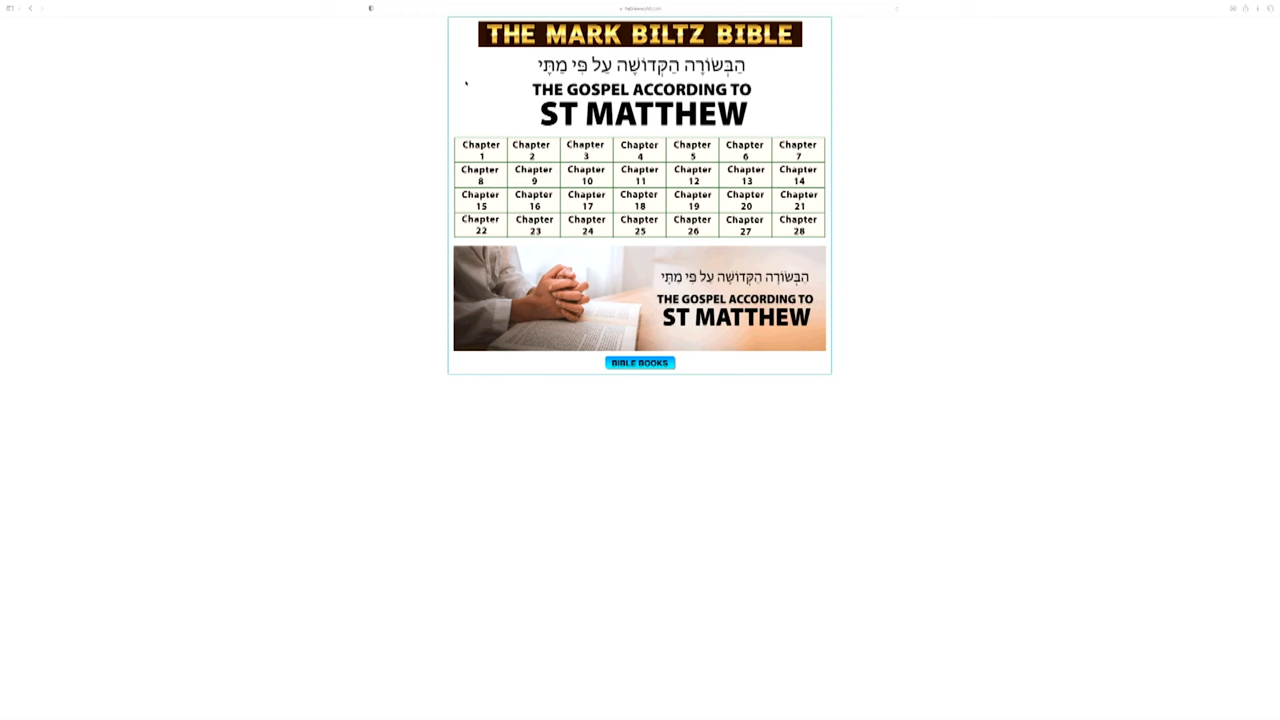 hebrewworld.com
THE MARK BILTZ BIBLE
הַבְּשׂוֹרָה הַקְּדוֹשָׁה עַל פִּי מַתָּי
THE GOSPEL ACCORDING TO
ST MATTHEW
Chapter 1 Chapter 2 Chapter 3 Chapter 4 Chapter 5 Chapter 6 Chapter 7
Chapter 8 Chapter 9 Chapter 10 Chapter 11 Chapter 12 Chapter 13 Chapter 14
Chapter 15 Chapter 16 Chapter 17 Chapter 18 Chapter 19 Chapter 20 Chapter 21
Chapter 22 Chapter 23 Chapter 24 Chapter 25 Chapter 26 Chapter 27 Chapter 28
הַבְּשׂוֹרָה הַקְּדוֹשָׁה עַל פִּי מַתָּי
THE GOSPEL ACCORDING TO
ST MATTHEW
BIBLE BOOKS